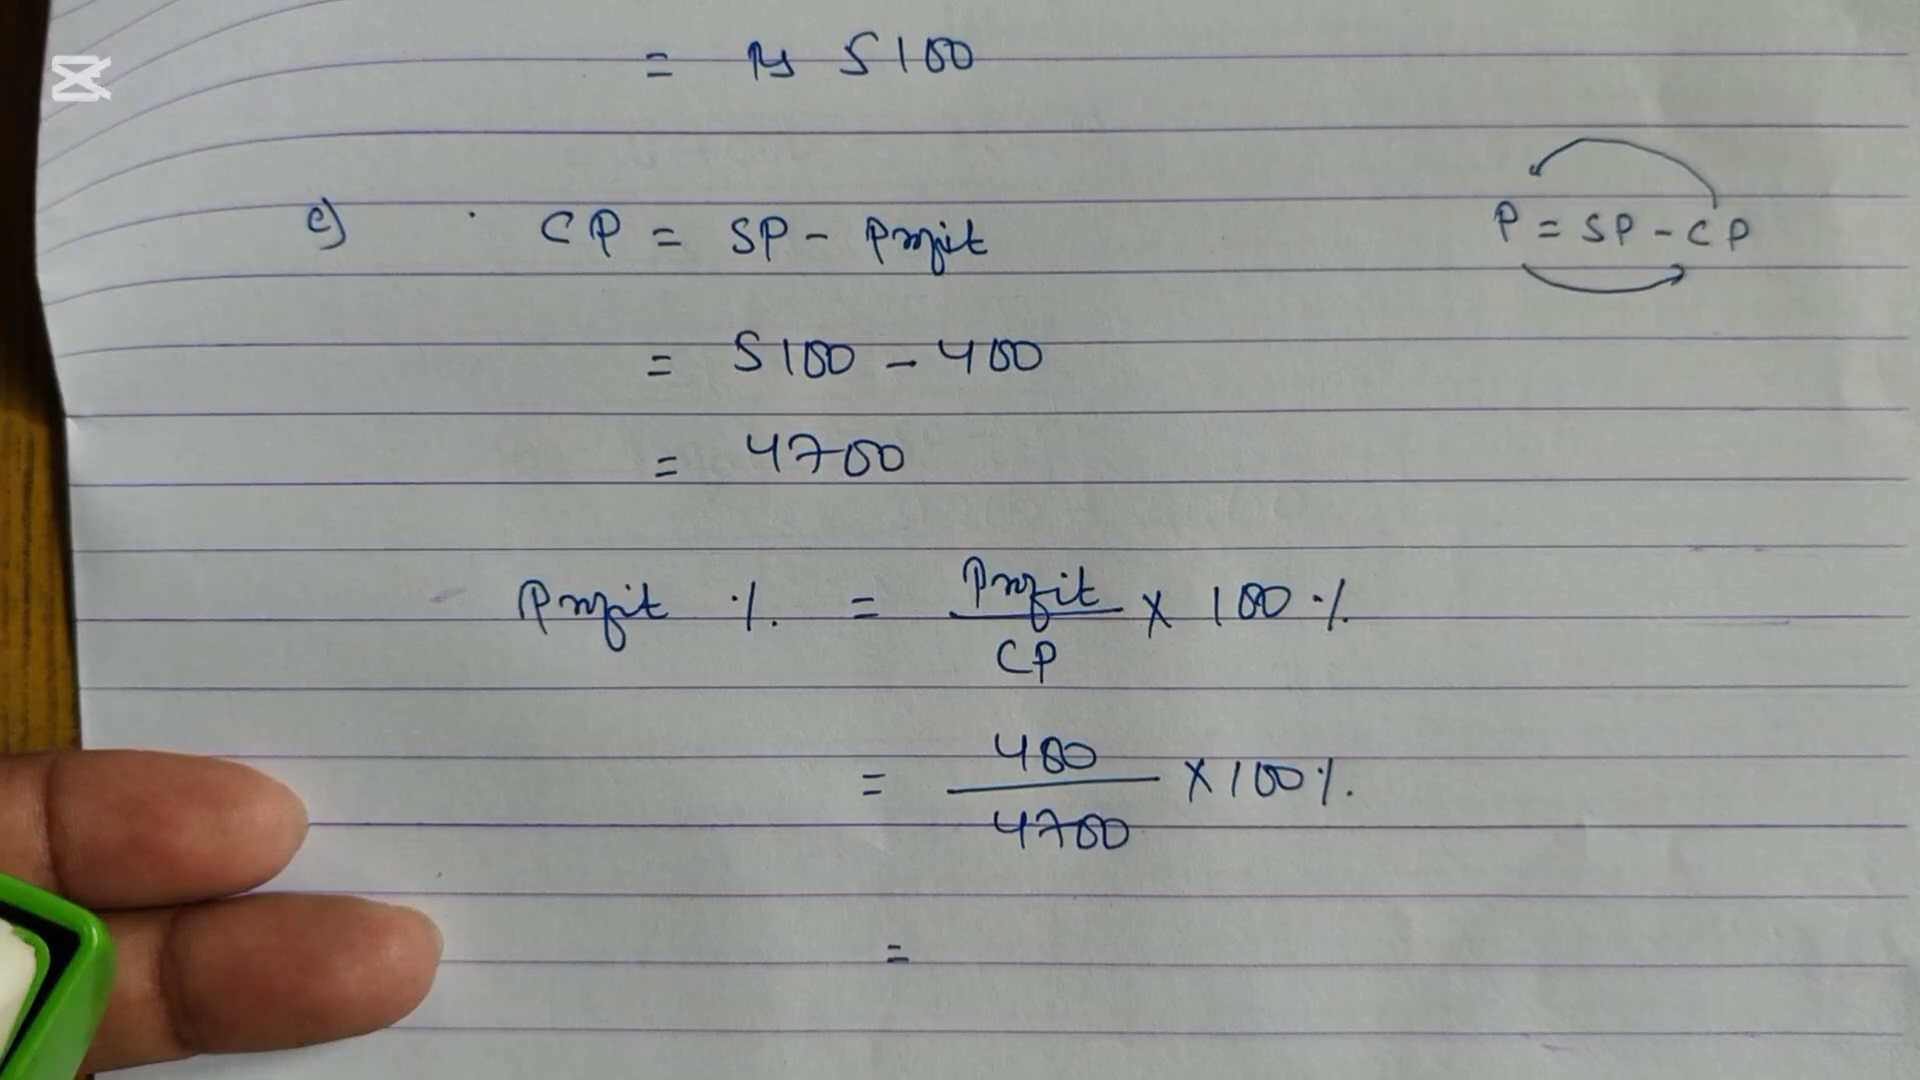 = Rs 5100
c) CP = SP - Profit
P = SP - CP
= 5100 - 400
= 4700
Profit % = Profit/CP × 100 %
= 400/4700 × 100%
=